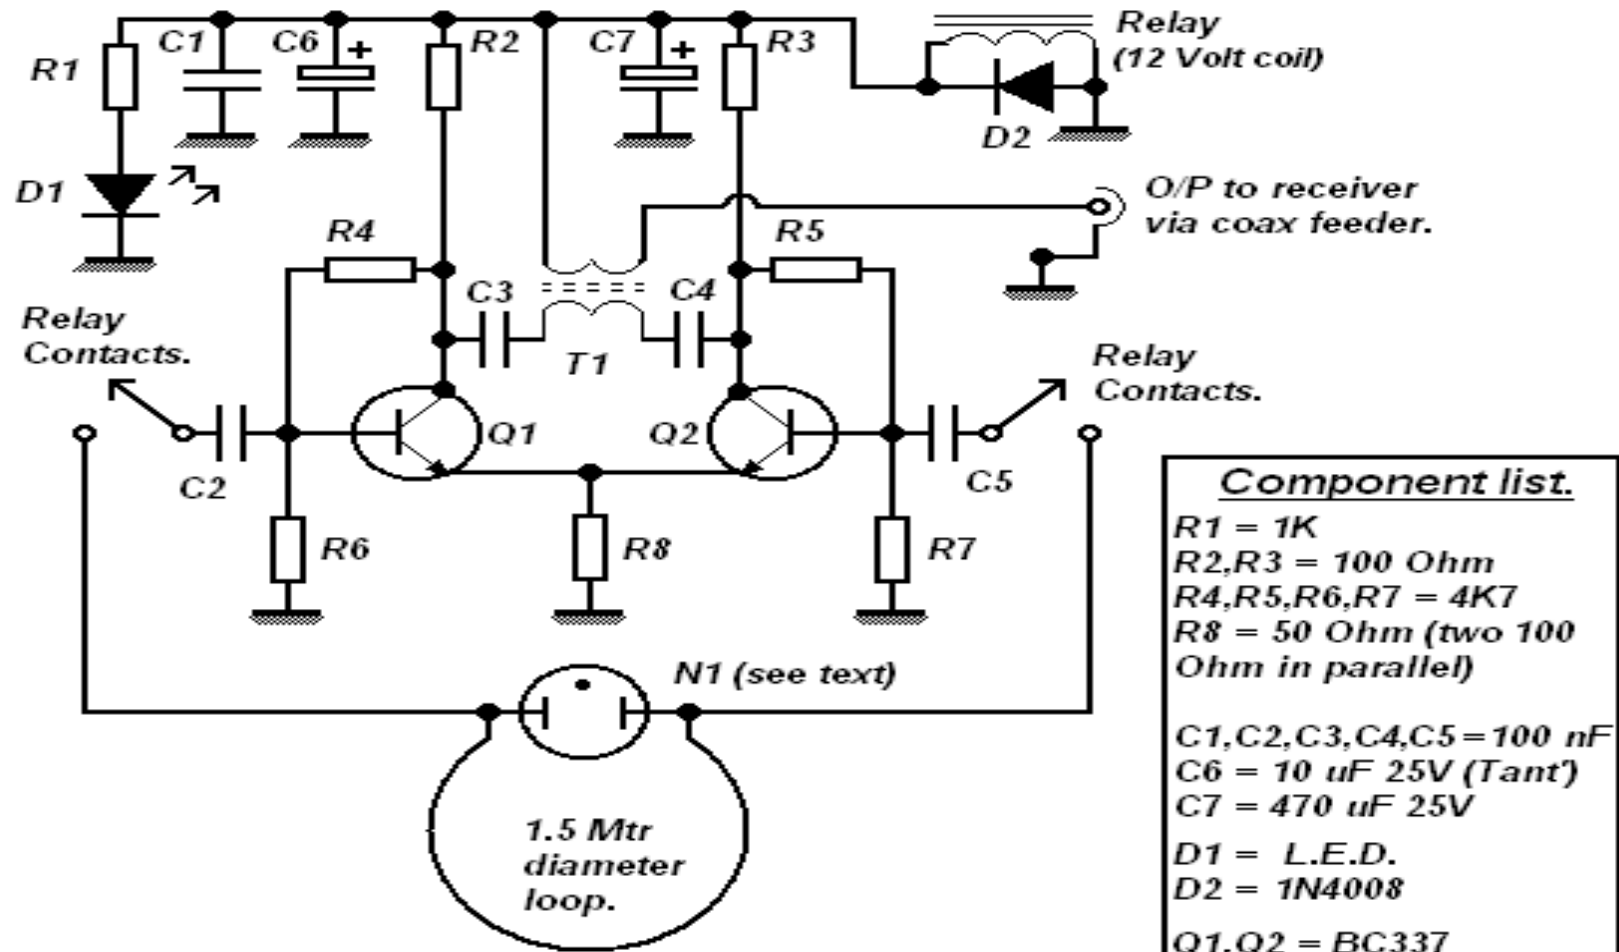 R1
C1
C6
+
R2
C7
+
R3
Relay
(12 Volt coil)
D2
D1
O/P to receiver
via coax feeder.
R4
R5
C3
C4
T1
Relay
Contacts.
Relay
Contacts.
Q1
Q2
C2
C5
R6
R8
R7
N1 (see text)
1.5 Mtr
diameter
loop.
Component list.
R1 = 1K
R2,R3 = 100 Ohm
R4,R5,R6,R7 = 4K7
R8 = 50 Ohm (two 100
Ohm in parallel)
C1,C2,C3,C4,C5=100 nF
C6 = 10 uF 25V (Tant')
C7 = 470 uF 25V
D1 = L.E.D.
D2 = 1N4008
Q1,Q2 = BC337